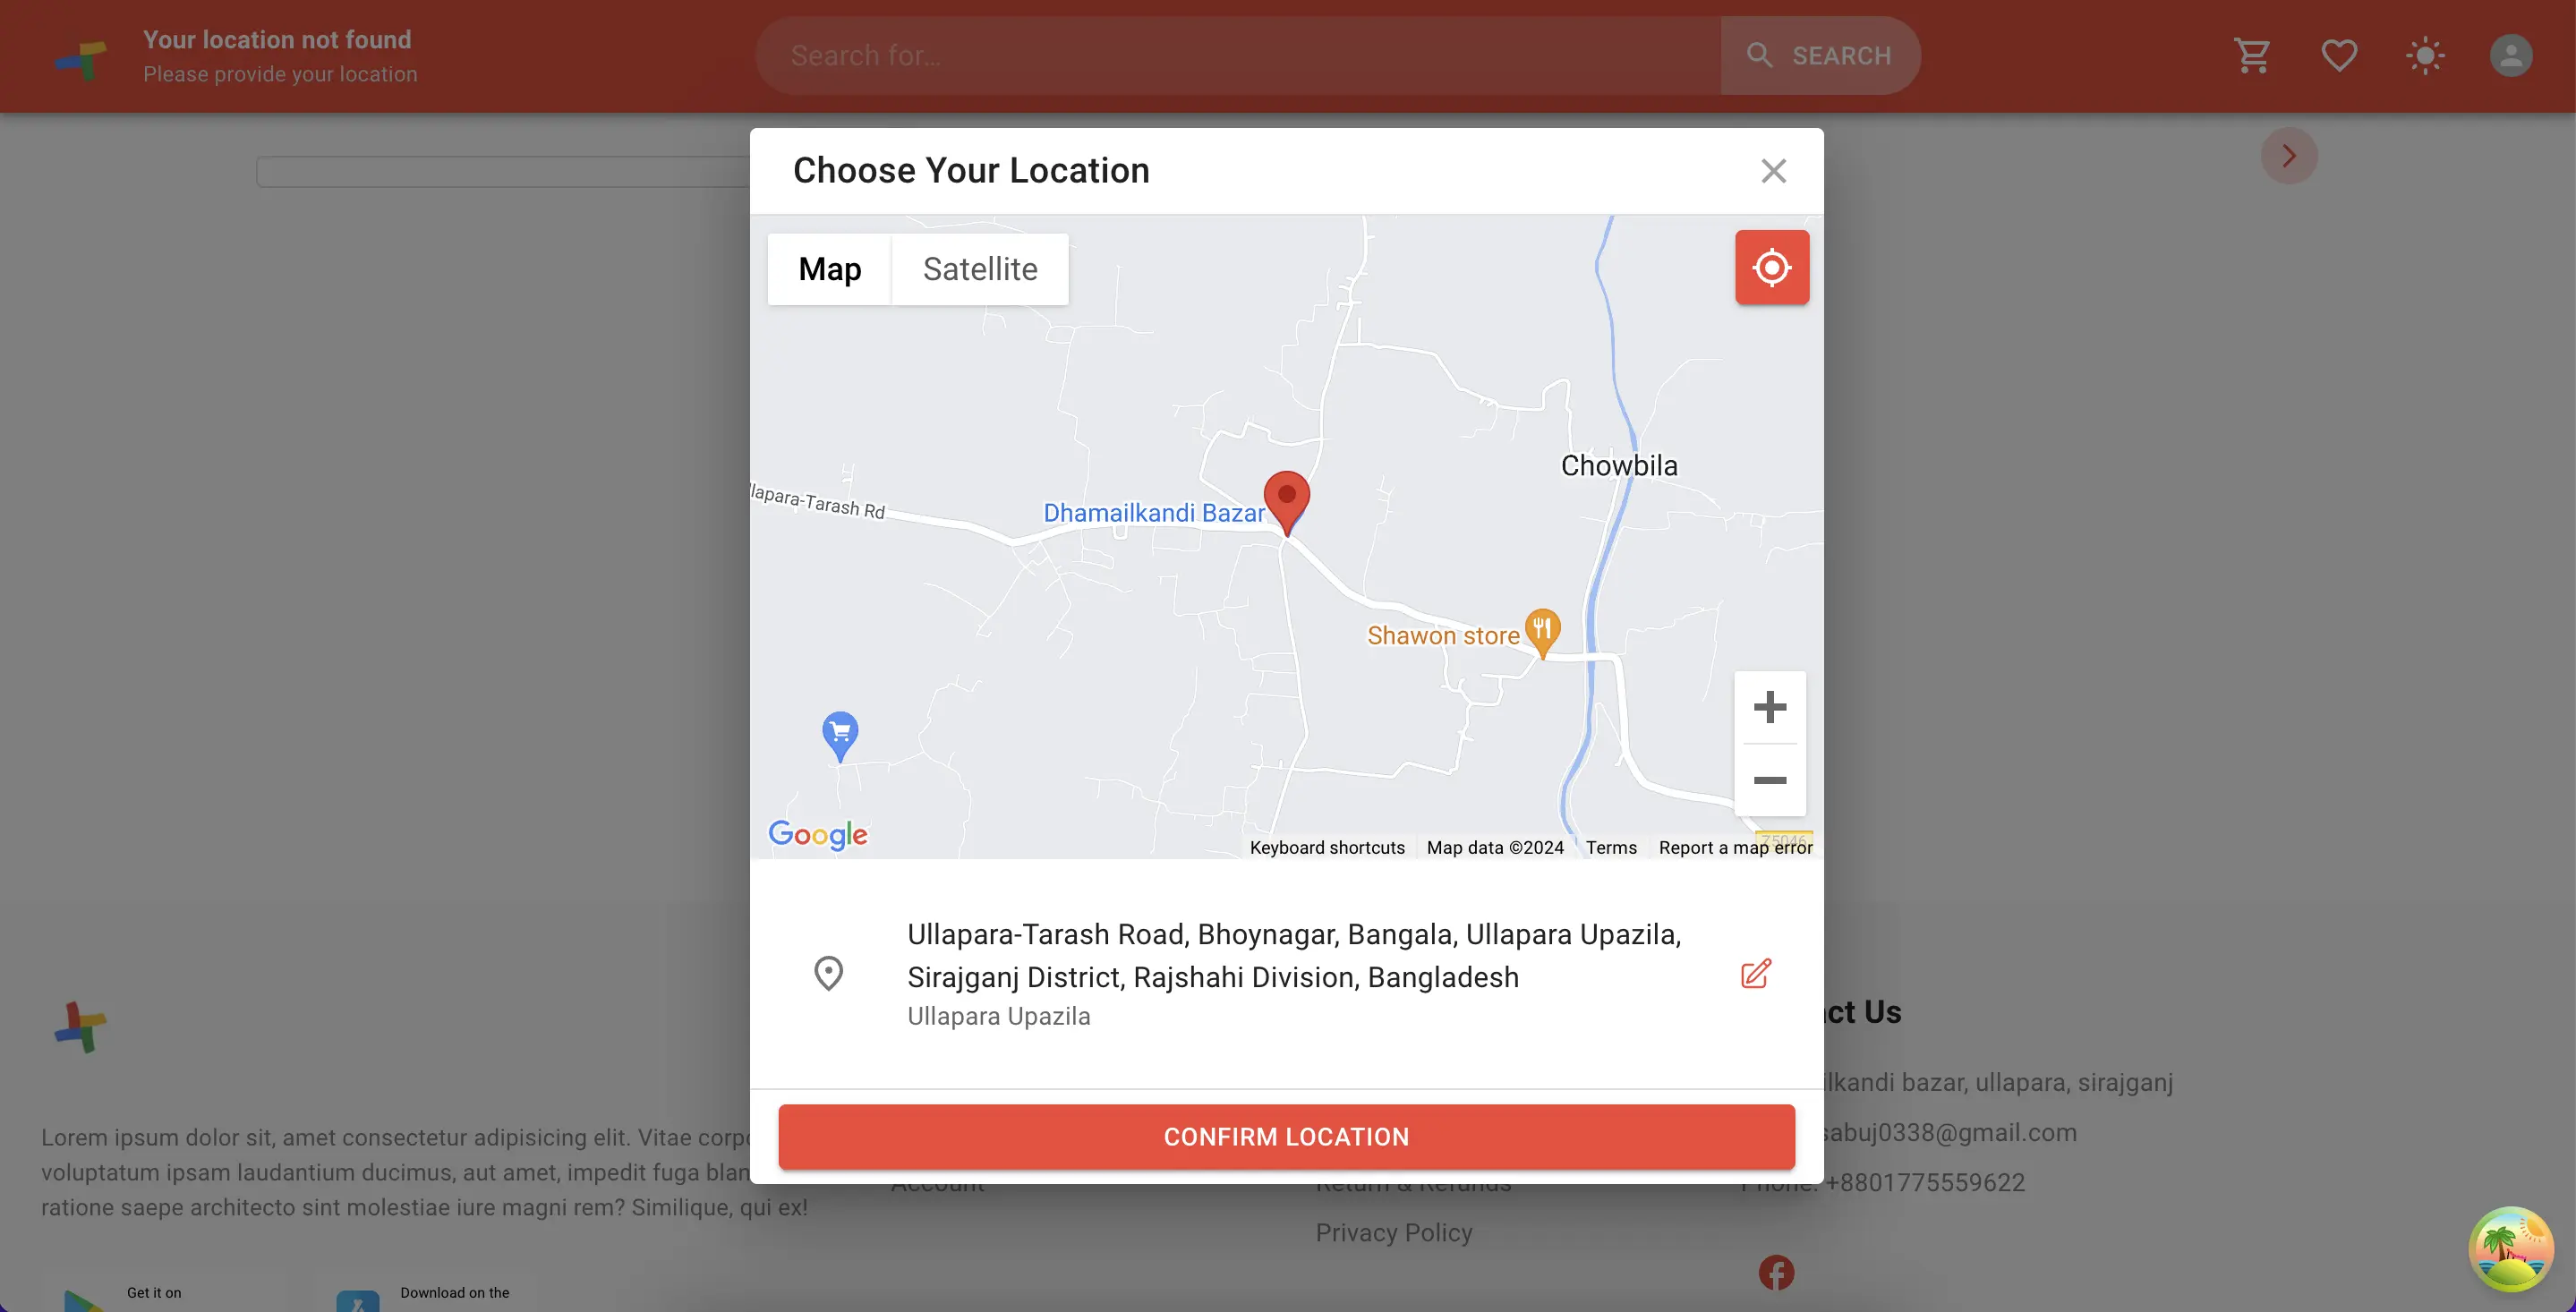 Your location not found
Please provide your location
Search for...
SEARCH
Choose Your Location
Map
Satellite
Chowbila
Dhamailkandi Bazar
llapara-Tarash Rd
Shawon store
Google
Keyboard shortcuts
Map data ©2024
Terms
Report a map error
Z5046
Ullapara-Tarash Road, Bhoynagar, Bangala, Ullapara Upazila,
Sirajganj District, Rajshahi Division, Bangladesh
Ullapara Upazila
CONFIRM LOCATION
ct Us
lkandi bazar, ullapara, sirajganj
sabuj0338@gmail.com
Phone: +8801775559622
Lorem ipsum dolor sit, amet consectetur adipisicing elit. Vitae corp
voluptatum ipsam laudantium ducimus, aut amet, impedit fuga blan
ratione saepe architecto sint molestiae iure magni rem? Similique, qui ex!
Account
Return & Refunds
Privacy Policy
Get it on
Download on the